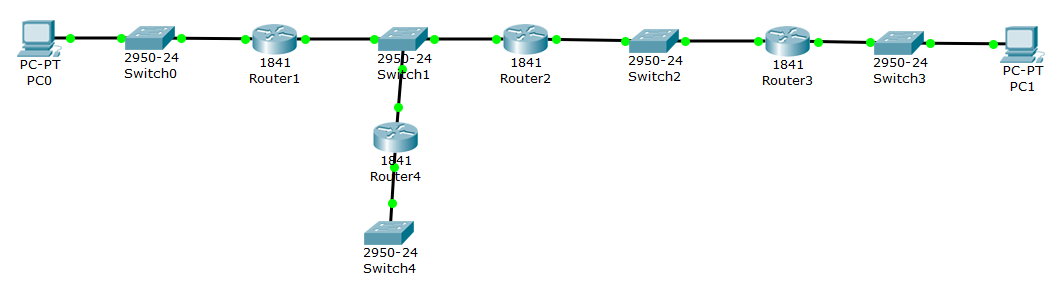 PC-PT
PC0
2950-24
Switch0
1841
Router1
2950-24
Switch1
1841
Router2
2950-24
Switch2
1841
Router3
2950-24
Switch3
PC-PT
PC1
1841
Router4
2950-24
Switch4